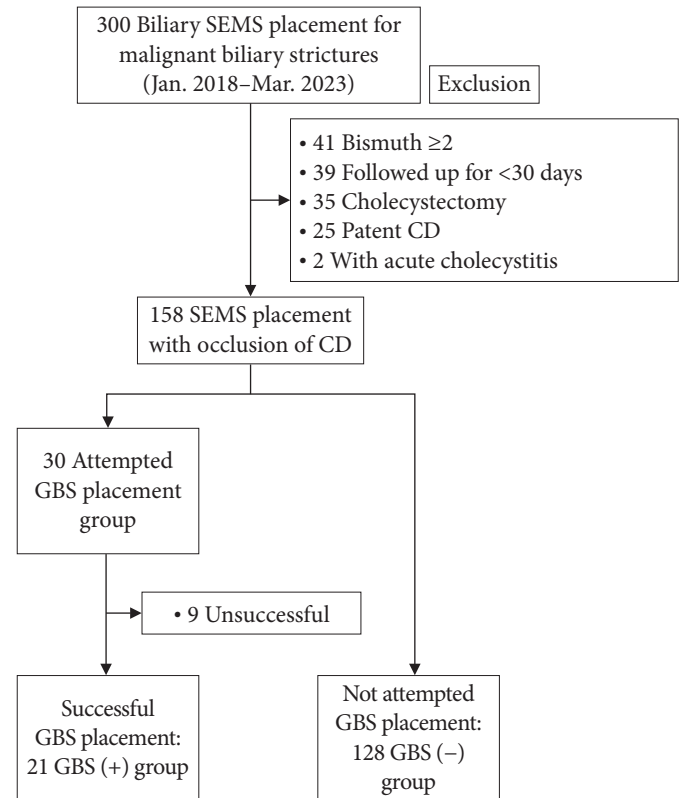 300 Biliary SEMS placement for
malignant biliary strictures
(Jan. 2018–Mar. 2023)
Exclusion
• 41 Bismuth ≥2
• 39 Followed up for <30 days
• 35 Cholecystectomy
• 25 Patent CD
• 2 With acute cholecystitis
158 SEMS placement
with occlusion of CD
30 Attempted
GBS placement
group
• 9 Unsuccessful
Successful
GBS placement:
21 GBS (+) group
Not attempted
GBS placement:
128 GBS (−)
group